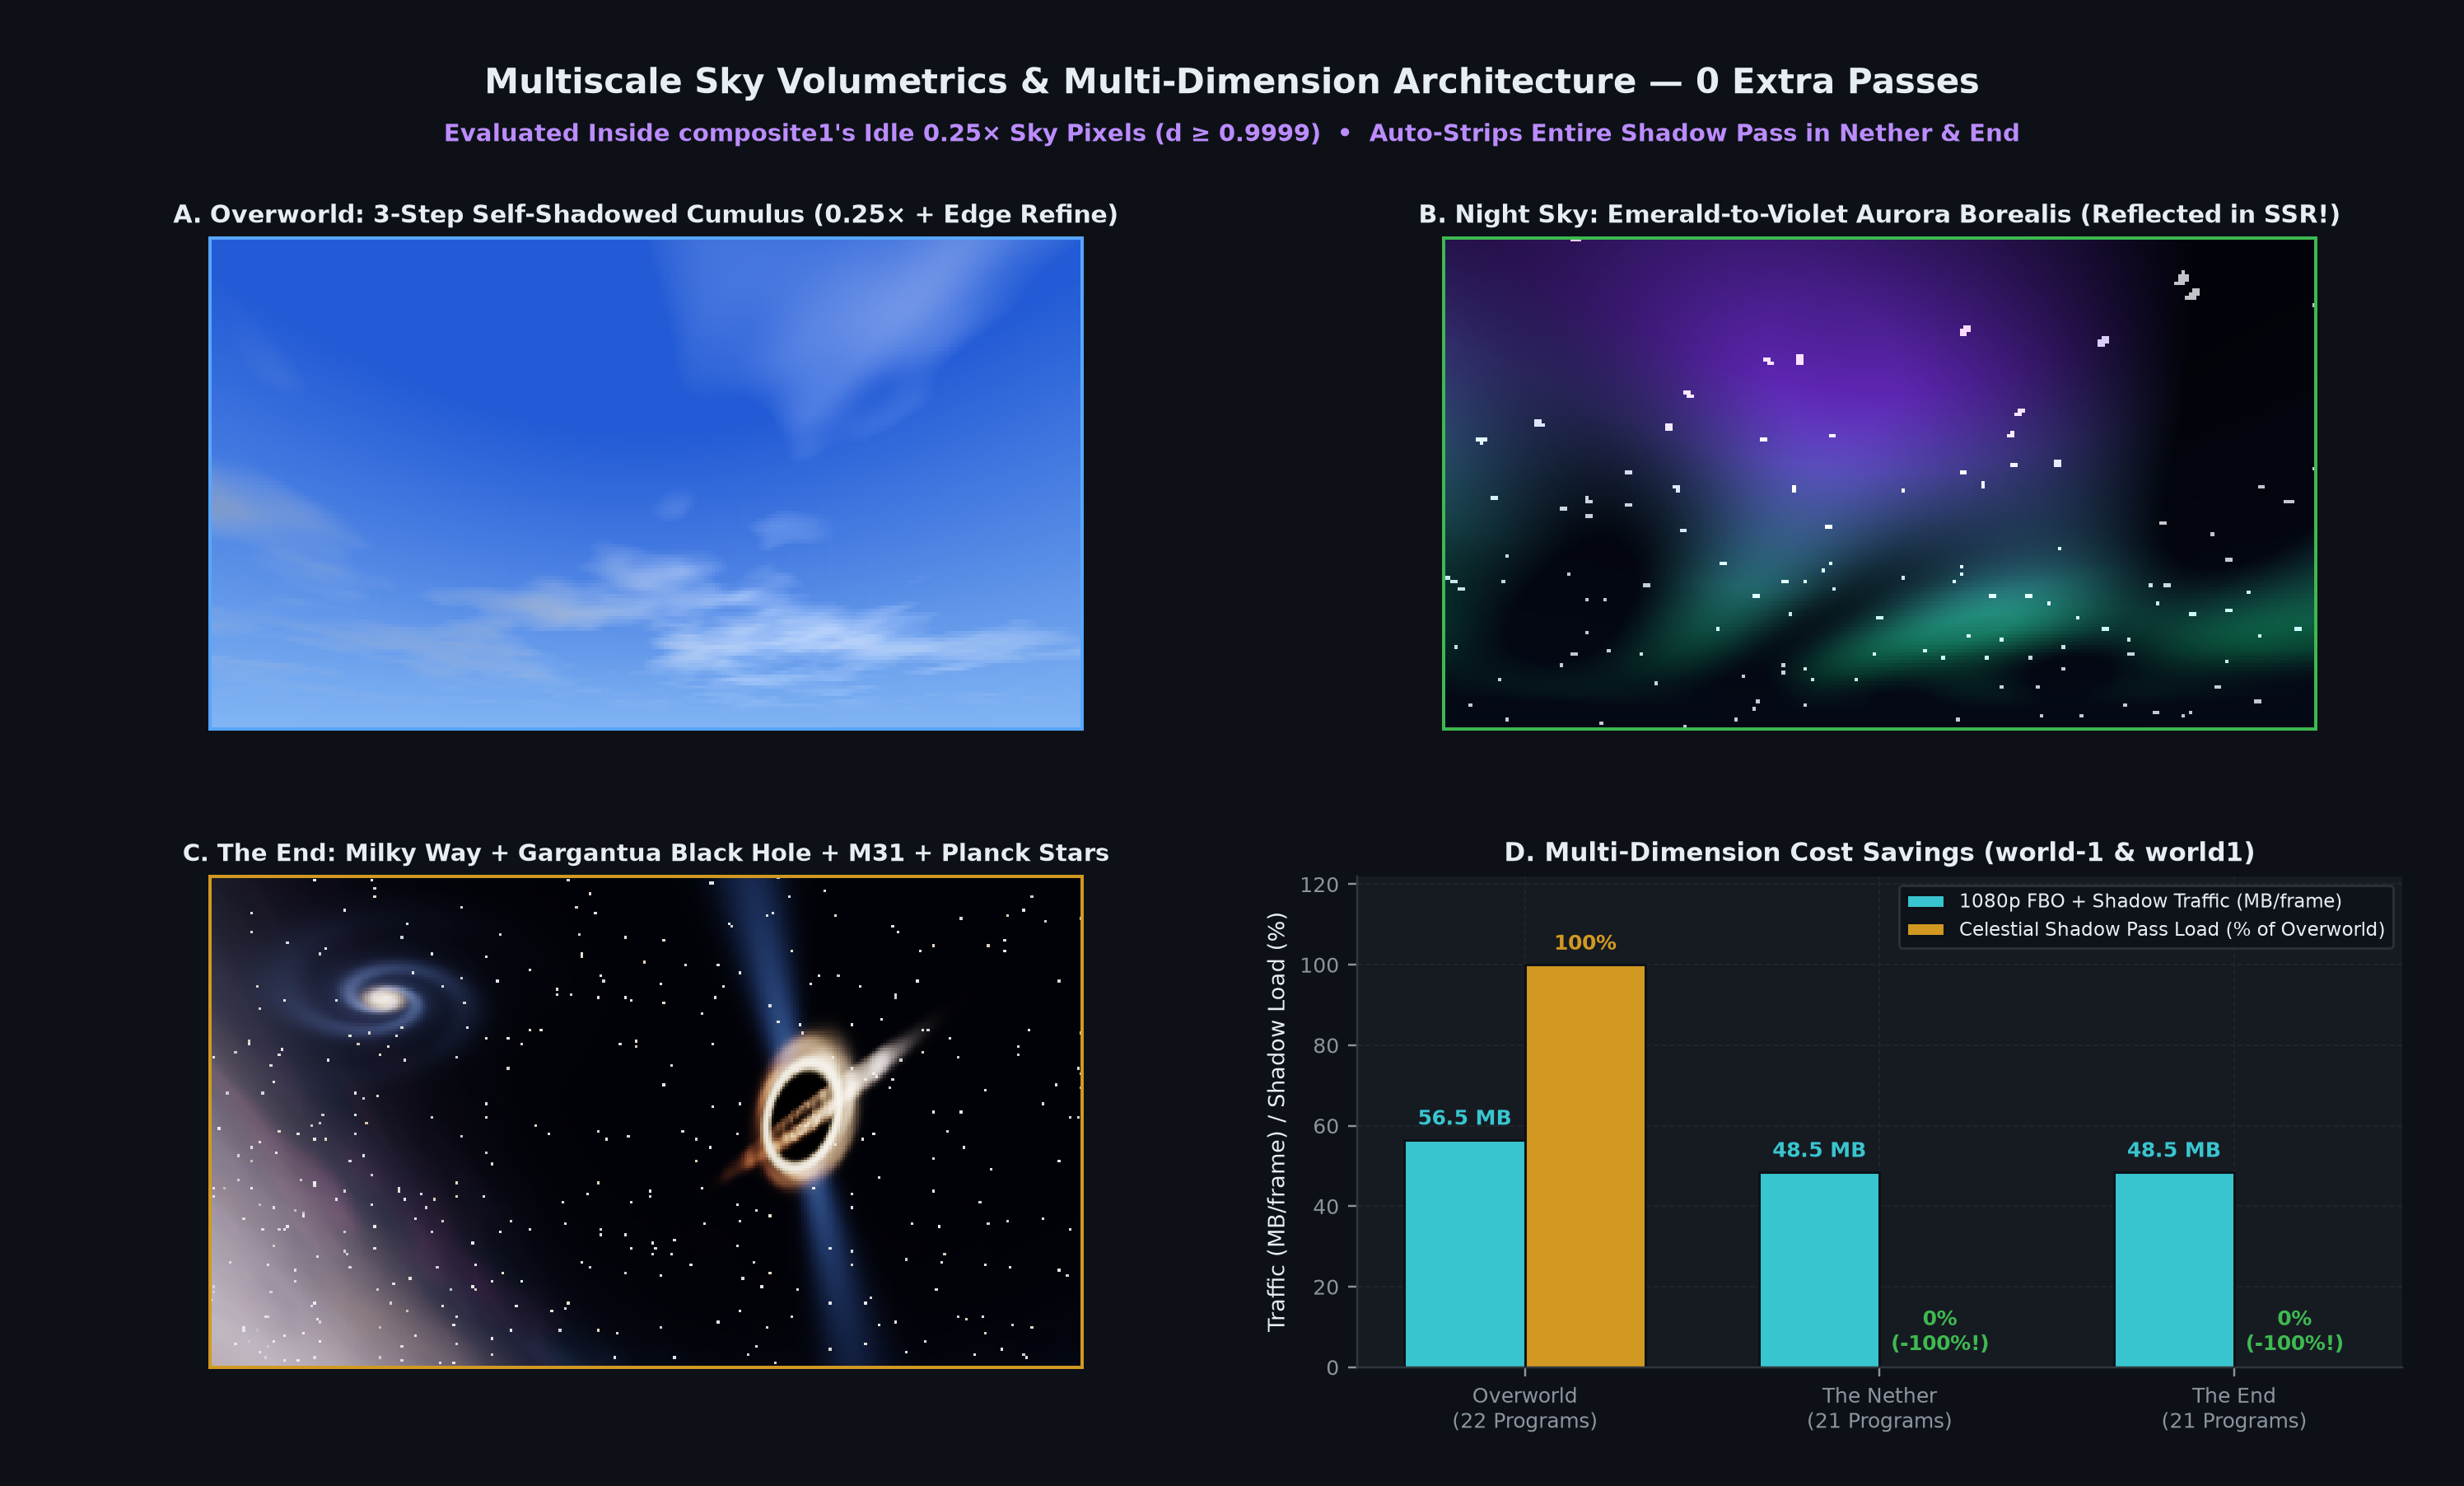 Multiscale Sky Volumetrics & Multi-Dimension Architecture — 0 Extra Passes
Evaluated Inside composite1's Idle 0.25× Sky Pixels (d ≥ 0.9999) • Auto-Strips Entire Shadow Pass in Nether & End
A. Overworld: 3-Step Self-Shadowed Cumulus (0.25× + Edge Refine)
B. Night Sky: Emerald-to-Violet Aurora Borealis (Reflected in SSR!)
C. The End: Milky Way + Gargantua Black Hole + M31 + Planck Stars
D. Multi-Dimension Cost Savings (world-1 & world1)
Traffic (MB/frame) / Shadow Load (%)
120
100
80
60
40
20
0
1080p FBO + Shadow Traffic (MB/frame)
Celestial Shadow Pass Load (% of Overworld)
56.5 MB
100%
48.5 MB
0%
(-100%!)
48.5 MB
0%
(-100%!)
Overworld
(22 Programs)
The Nether
(21 Programs)
The End
(21 Programs)